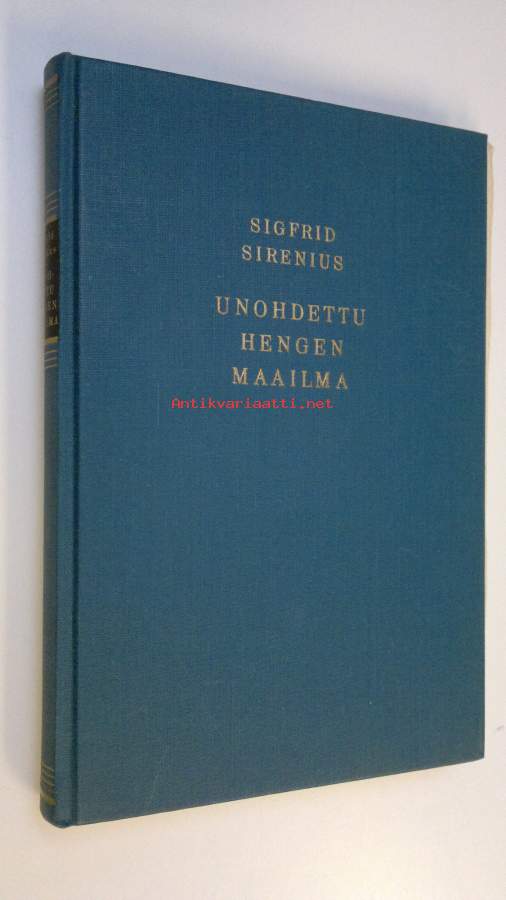 SIGFRID
SIRENIUS
UNOHDETTU
HENGEN
MAAILMA
Antikvariaatti.net